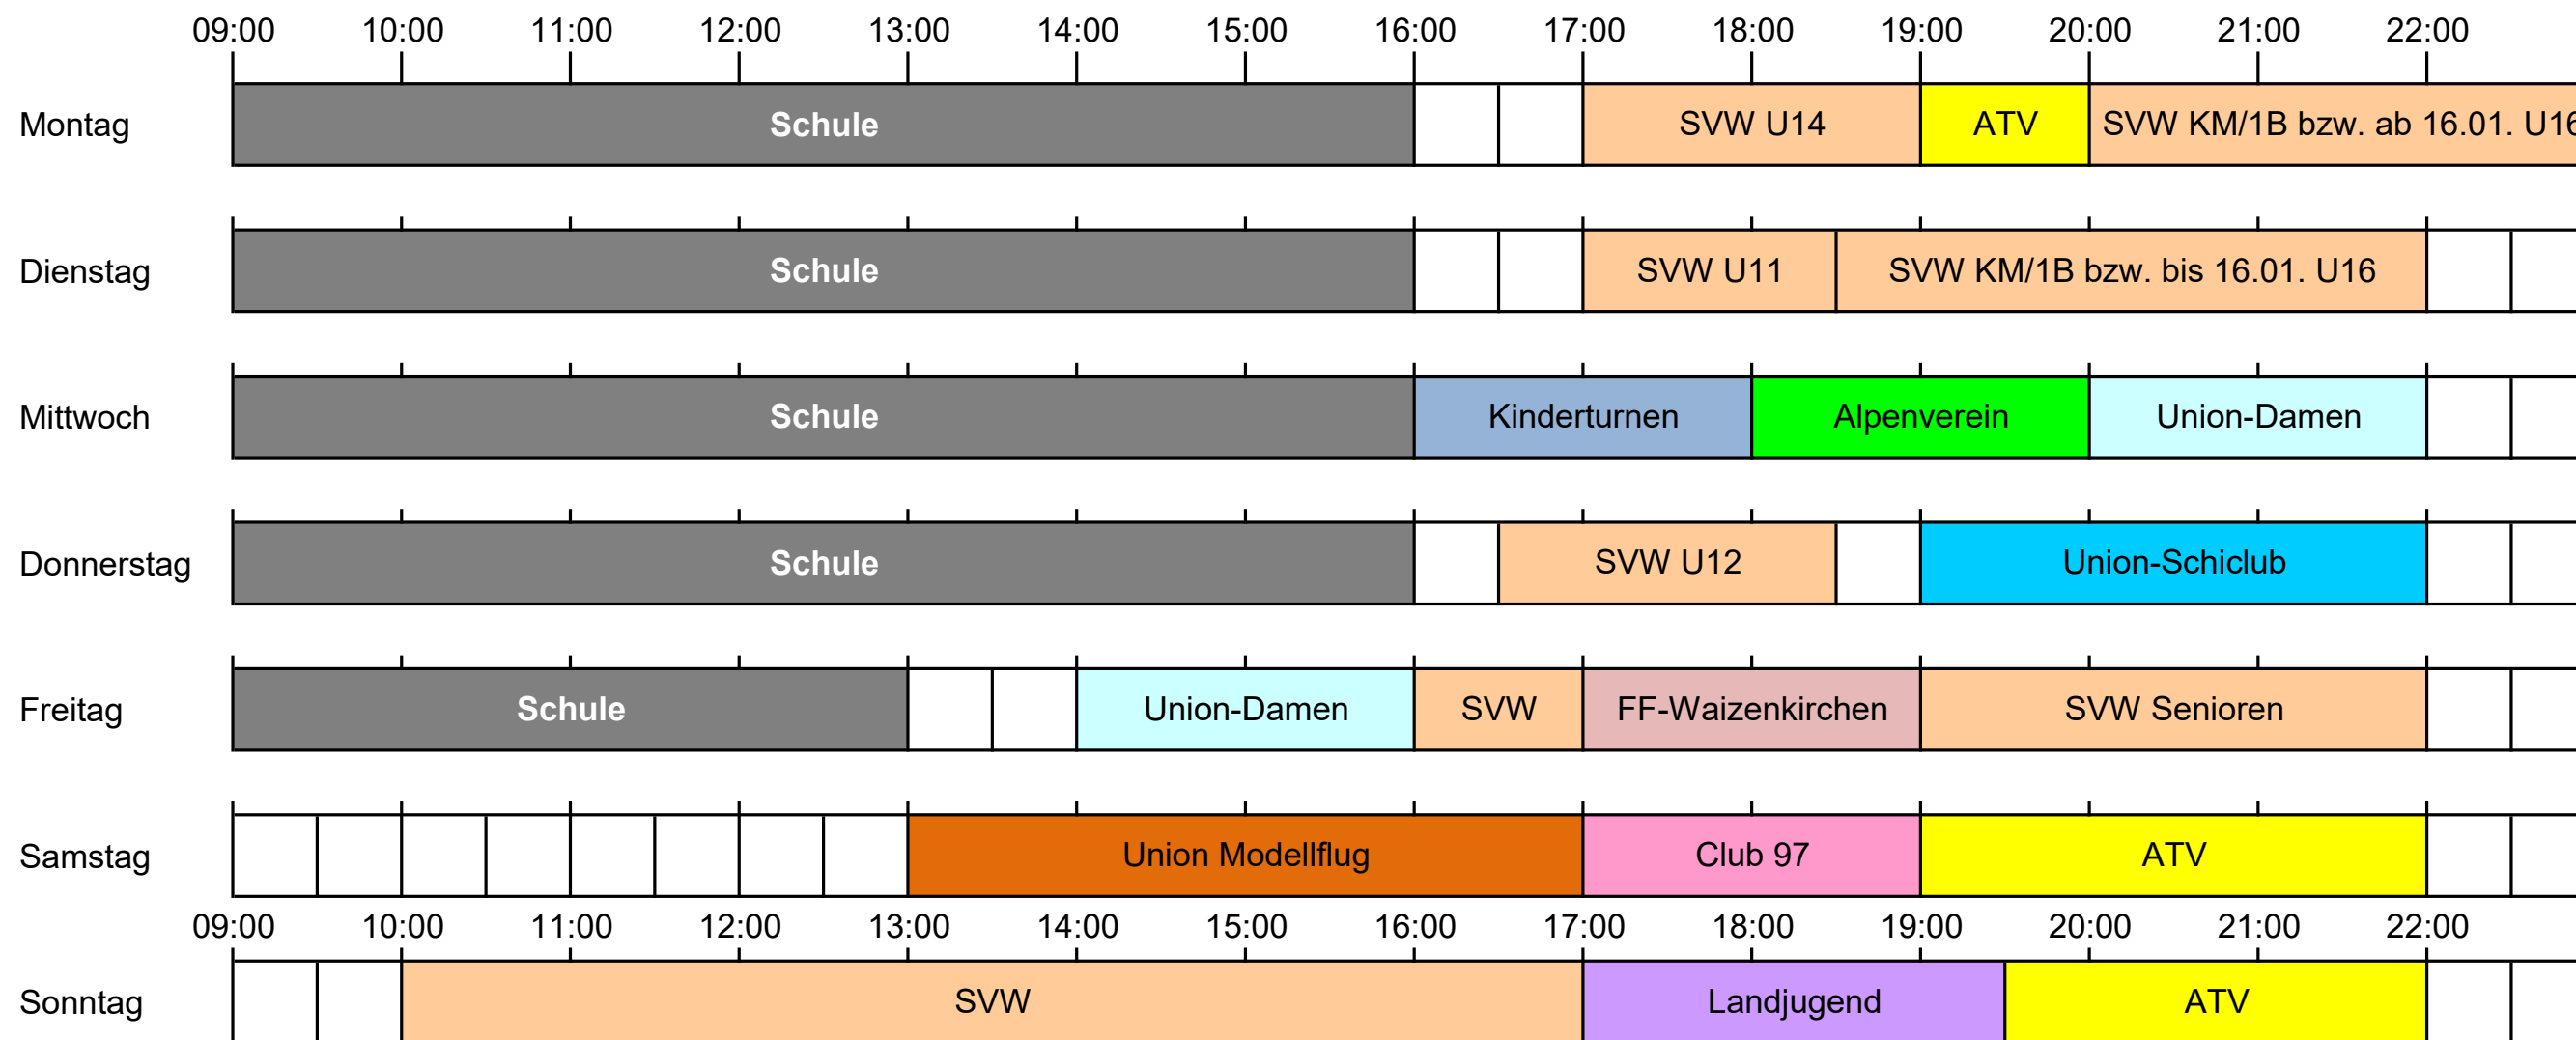 09:00 10:00 11:00 12:00 13:00 14:00 15:00 16:00 17:00 18:00 19:00 20:00 21:00 22:00
Montag Schule SVW U14 ATV SVW KM/1B bzw. ab 16.01. U16
Dienstag Schule SVW U11 SVW KM/1B bzw. bis 16.01. U16
Mittwoch Schule Kinderturnen Alpenverein Union-Damen
Donnerstag Schule SVW U12 Union-Schiclub
Freitag Schule Union-Damen SVW FF-Waizenkirchen SVW Senioren
Samstag Union Modellflug Club 97 ATV
09:00 10:00 11:00 12:00 13:00 14:00 15:00 16:00 17:00 18:00 19:00 20:00 21:00 22:00
Sonntag SVW Landjugend ATV